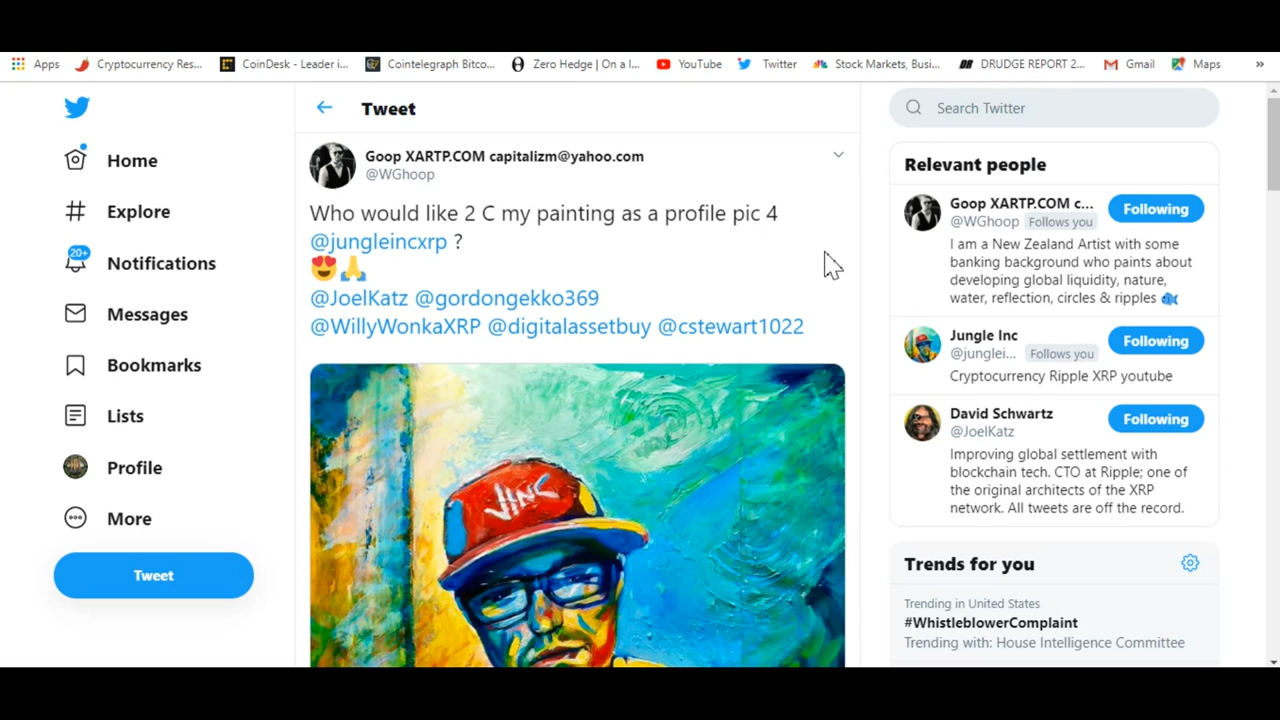 Apps
Cryptocurrency Res...
CoinDesk - Leader i...
Cointelegraph Bitco...
Zero Hedge | On a l...
YouTube
Twitter
Stock Markets, Busi...
DRUDGE REPORT 2...
Gmail
Maps
»
Home
Explore
20+
Notifications
Messages
Bookmarks
Lists
Profile
More
Tweet
Tweet
Goop XARTP.COM capitalizm@yahoo.com
@WGhoop
Who would like 2 C my painting as a profile pic 4
@jungleincxrp ?
😍🙏
@JoelKatz @gordongekko369
@WillyWonkaXRP @digitalassetbuy @cstewart1022
JINC
Search Twitter
Relevant people
Goop XARTP.COM c...
@WGhoop Follows you
Following
I am a New Zealand Artist with some
banking background who paints about
developing global liquidity, nature,
water, reflection, circles & ripples 🐟
Jungle Inc
@junglei... Follows you
Following
Cryptocurrency Ripple XRP youtube
David Schwartz
@JoelKatz
Following
Improving global settlement with
blockchain tech. CTO at Ripple; one of
the original architects of the XRP
network. All tweets are off the record.
Trends for you
Trending in United States
#WhistleblowerComplaint
Trending with: House Intelligence Committee